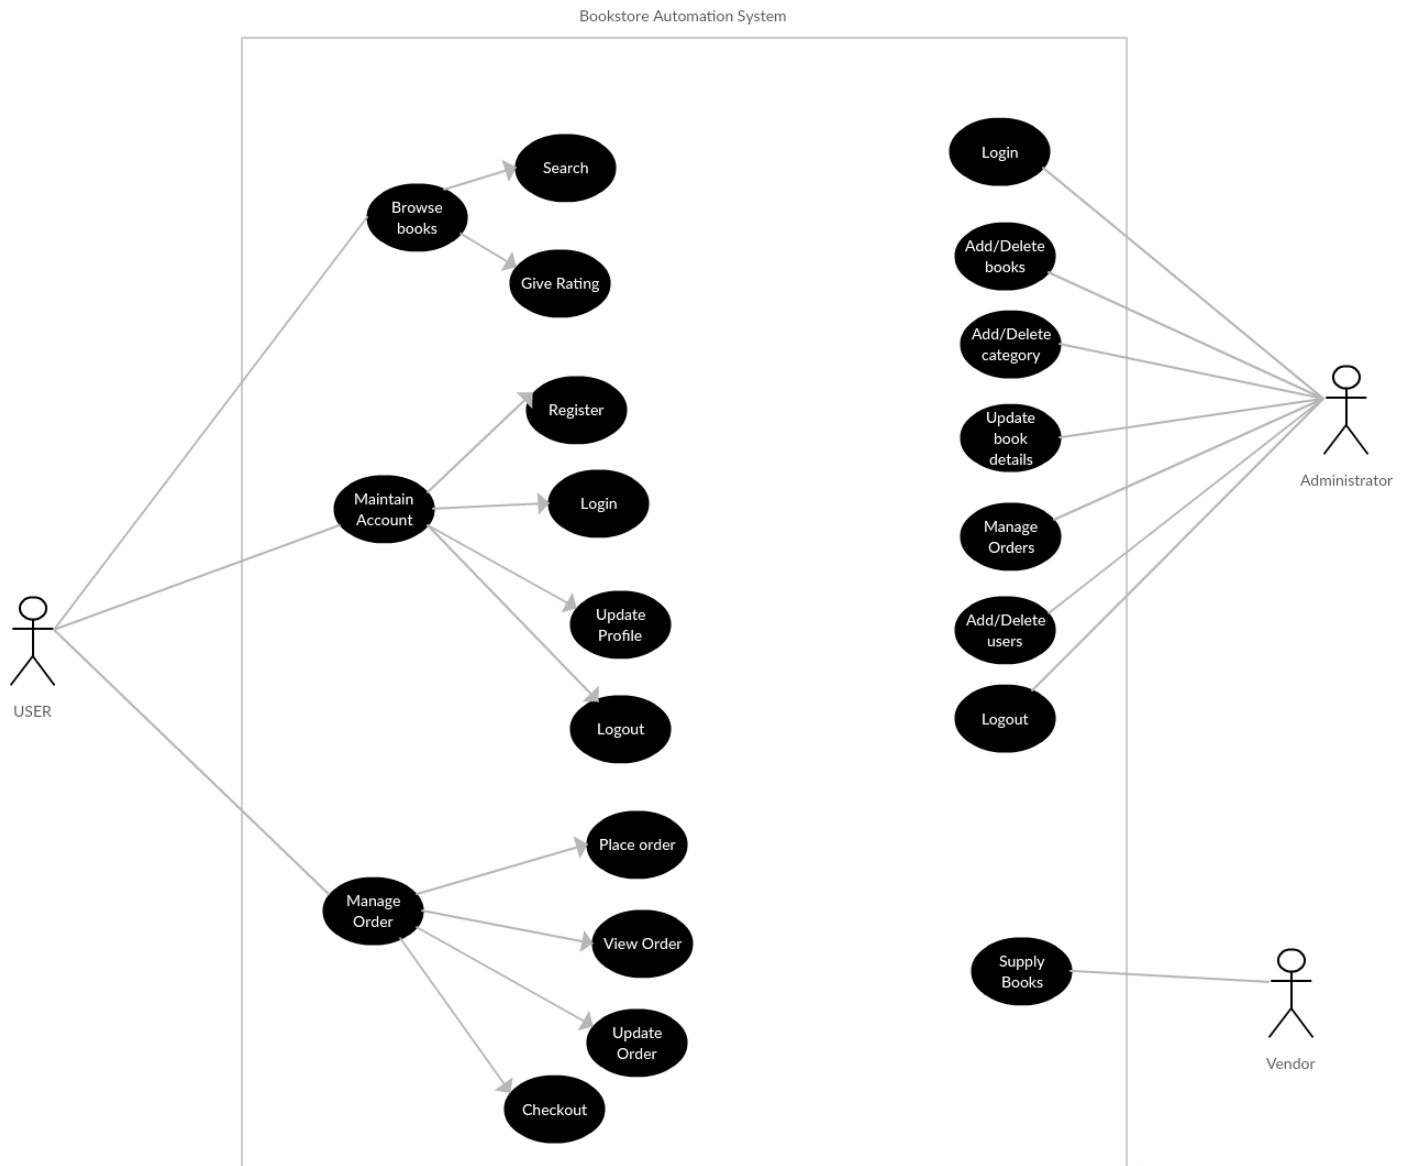 Bookstore Automation System
Search
Browse
books
Give Rating
Register
Maintain
Account
Login
Update
Profile
Logout
USER
Place order
Manage
Order
View Order
Update
Order
Checkout
Login
Add/Delete
books
Add/Delete
category
Update
book
details
Manage
Orders
Add/Delete
users
Logout
Administrator
Supply
Books
Vendor